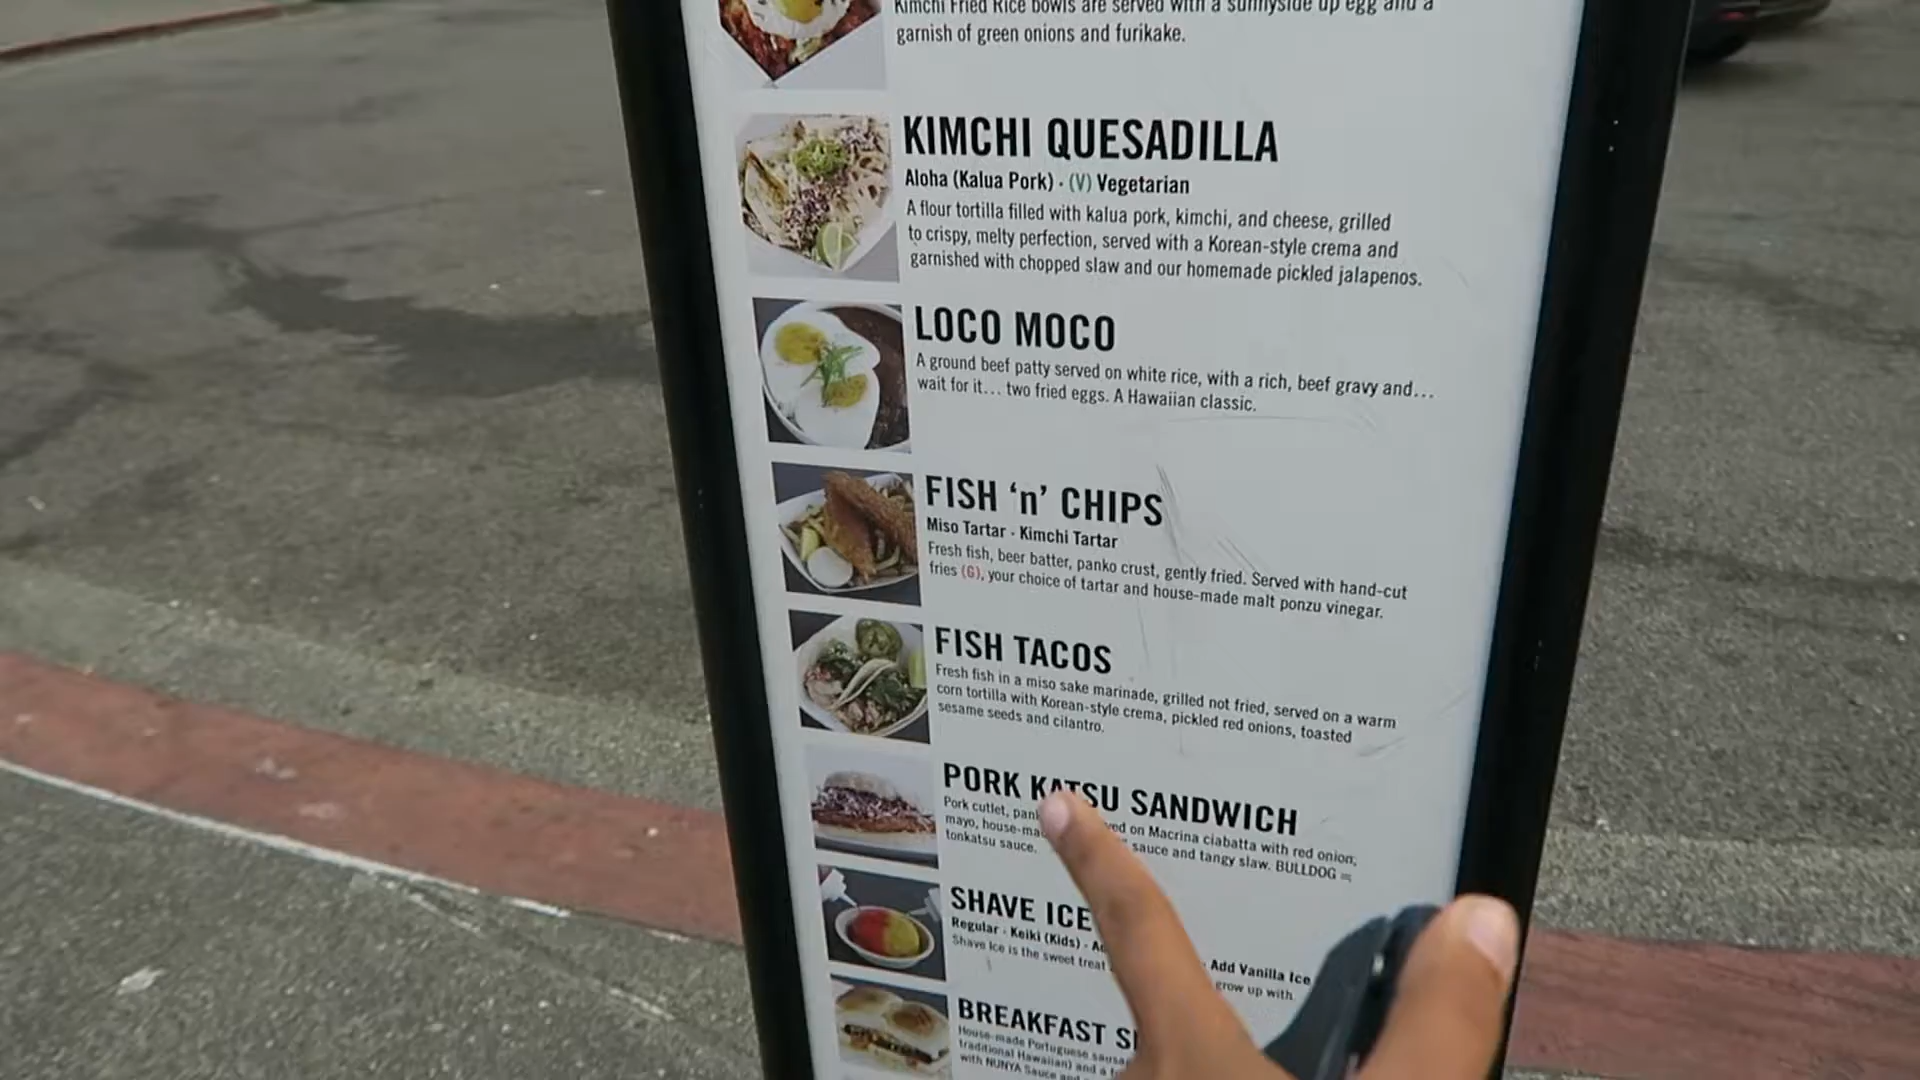 Kimchi Fried Rice bowls are served with a sunnyside up egg and a
garnish of green onions and furikake.
KIMCHI QUESADILLA
Aloha (Kalua Pork) · (V) Vegetarian
A flour tortilla filled with kalua pork, kimchi, and cheese, grilled
to crispy, melty perfection, served with a Korean-style crema and
garnished with chopped slaw and our homemade pickled jalapenos.
LOCO MOCO
A ground beef patty served on white rice, with a rich, beef gravy and...
wait for it... two fried eggs. A Hawaiian classic.
FISH 'n' CHIPS
Miso Tartar · Kimchi Tartar
Fresh fish, beer batter, panko crust, gently fried. Served with hand-cut
fries (G), your choice of tartar and house-made malt ponzu vinegar.
FISH TACOS
Fresh fish in a miso sake marinade, grilled not fried, served on a warm
corn tortilla with Korean-style crema, pickled red onions, toasted
sesame seeds and cilantro.
PORK KATSU SANDWICH
Pork cutlet, on Macrina ciabatta with red onion,
mayo, sauce and tangy slaw. BULLDOG =
tonkatsu sauce.
SHAVE ICE
Regular · Keiki (Kids) · Add Vanilla Ice
Shave Ice is the sweet treat grow up with.
BREAKFAST
House-made Portuguese
traditional Hawaiian) and a
with NUNYA Sauce and